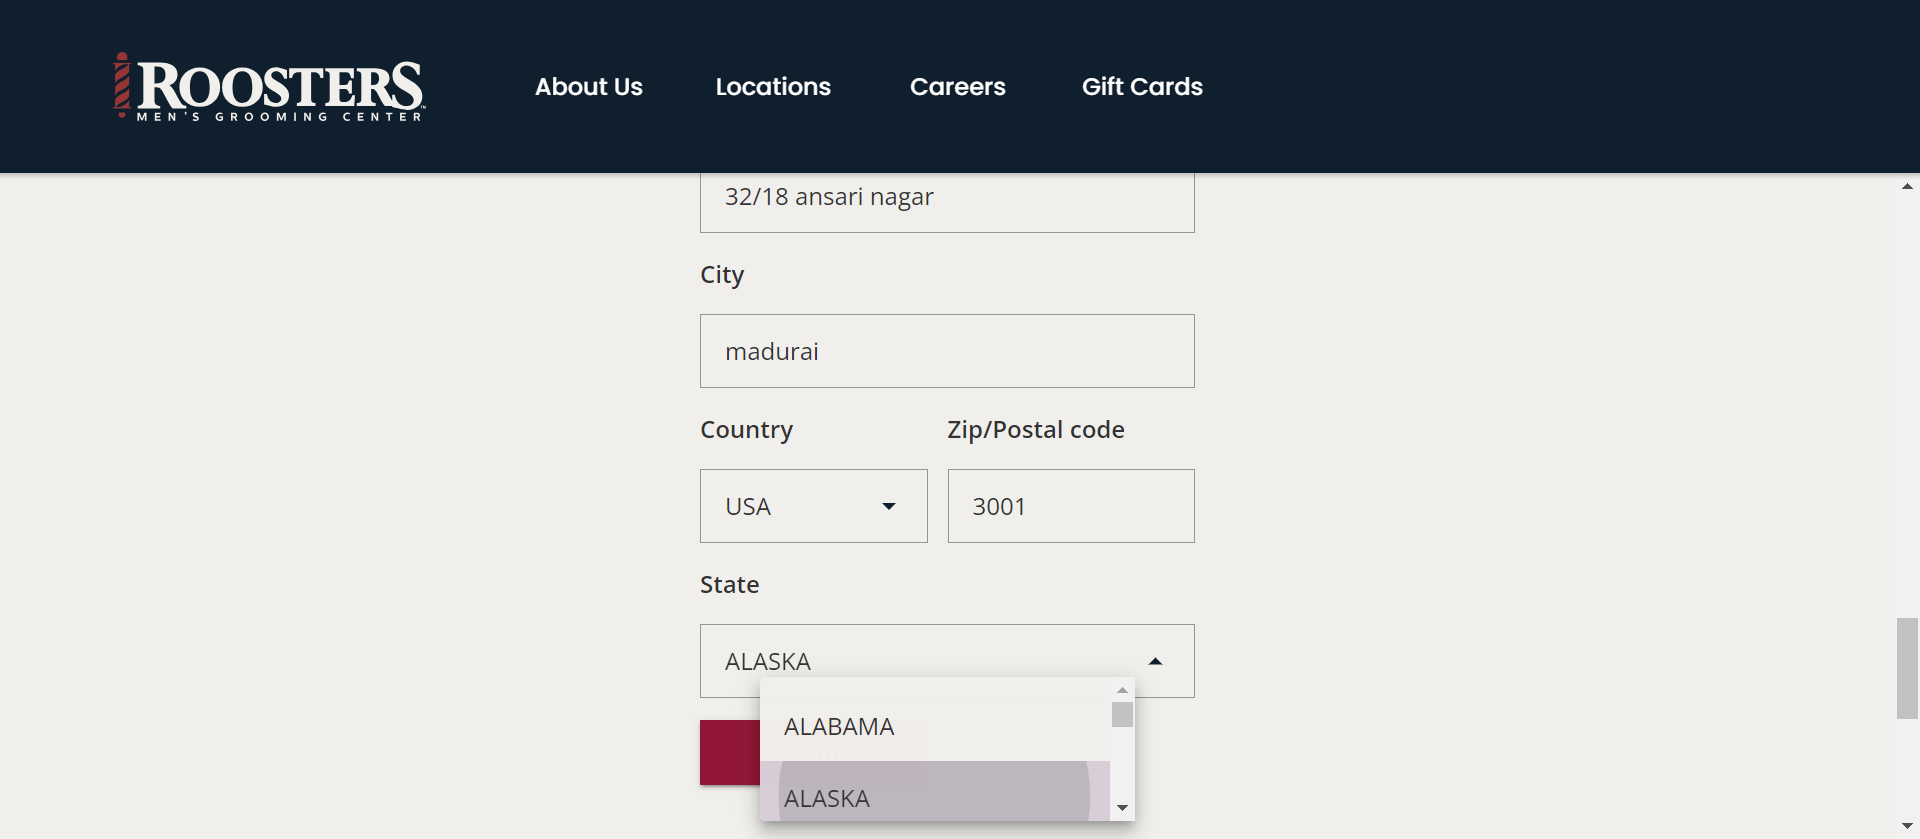 ROOSTERS™
MEN'S GROOMING CENTER
About Us
Locations
Careers
Gift Cards
32/18 ansari nagar
City
madurai
Country
Zip/Postal code
USA
3001
State
ALASKA
ALABAMA
ALASKA